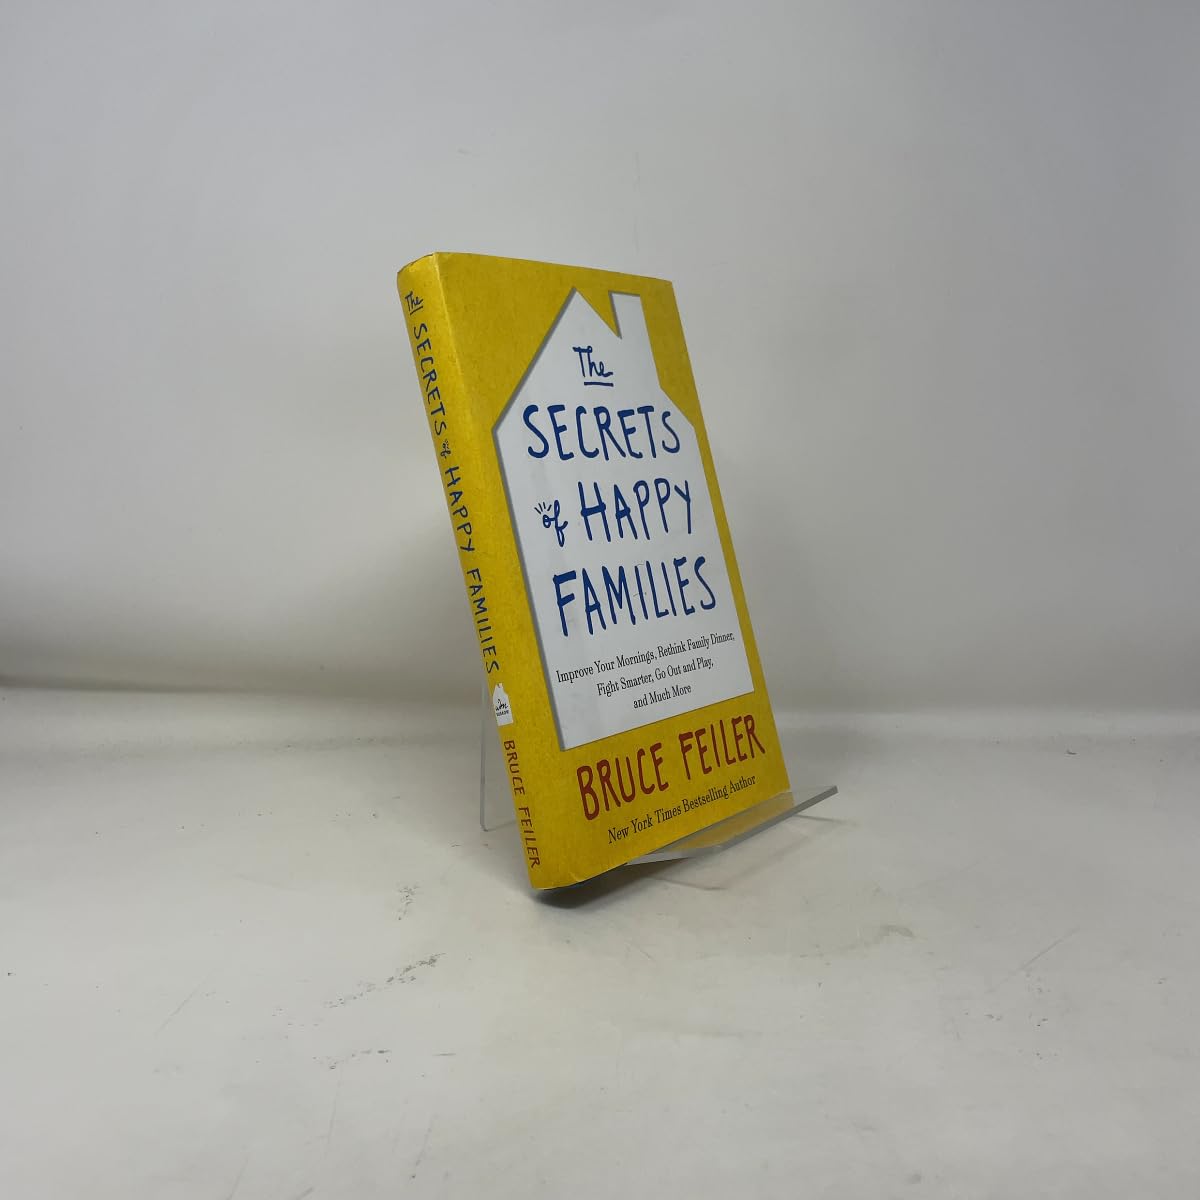 The
SECRETS
of HAPPY
FAMILIES
Improve Your Mornings, Rethink Family Dinner,
Fight Smarter, Go Out and Play,
and Much More
BRUCE FEILER
New York Times Bestselling Author
The SECRETS of HAPPY FAMILIES
wm
BRUCE FEILER